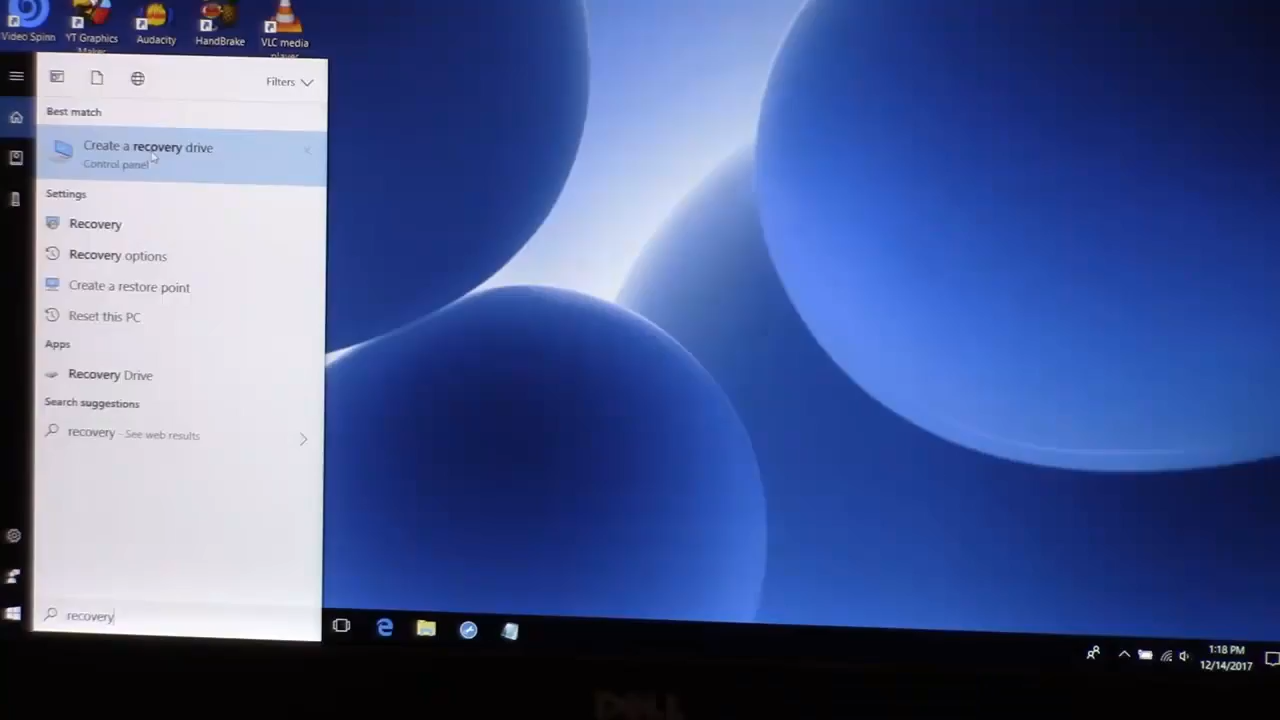 Video Spinn
YT Graphics
Maker
Audacity
HandBrake
VLC media
player
Filters
Best match
Create a recovery drive
Control panel
Settings
Recovery
Recovery options
Create a restore point
Reset this PC
Apps
Recovery Drive
Search suggestions
recovery - See web results
recovery
1:18 PM
12/14/2017
DELL